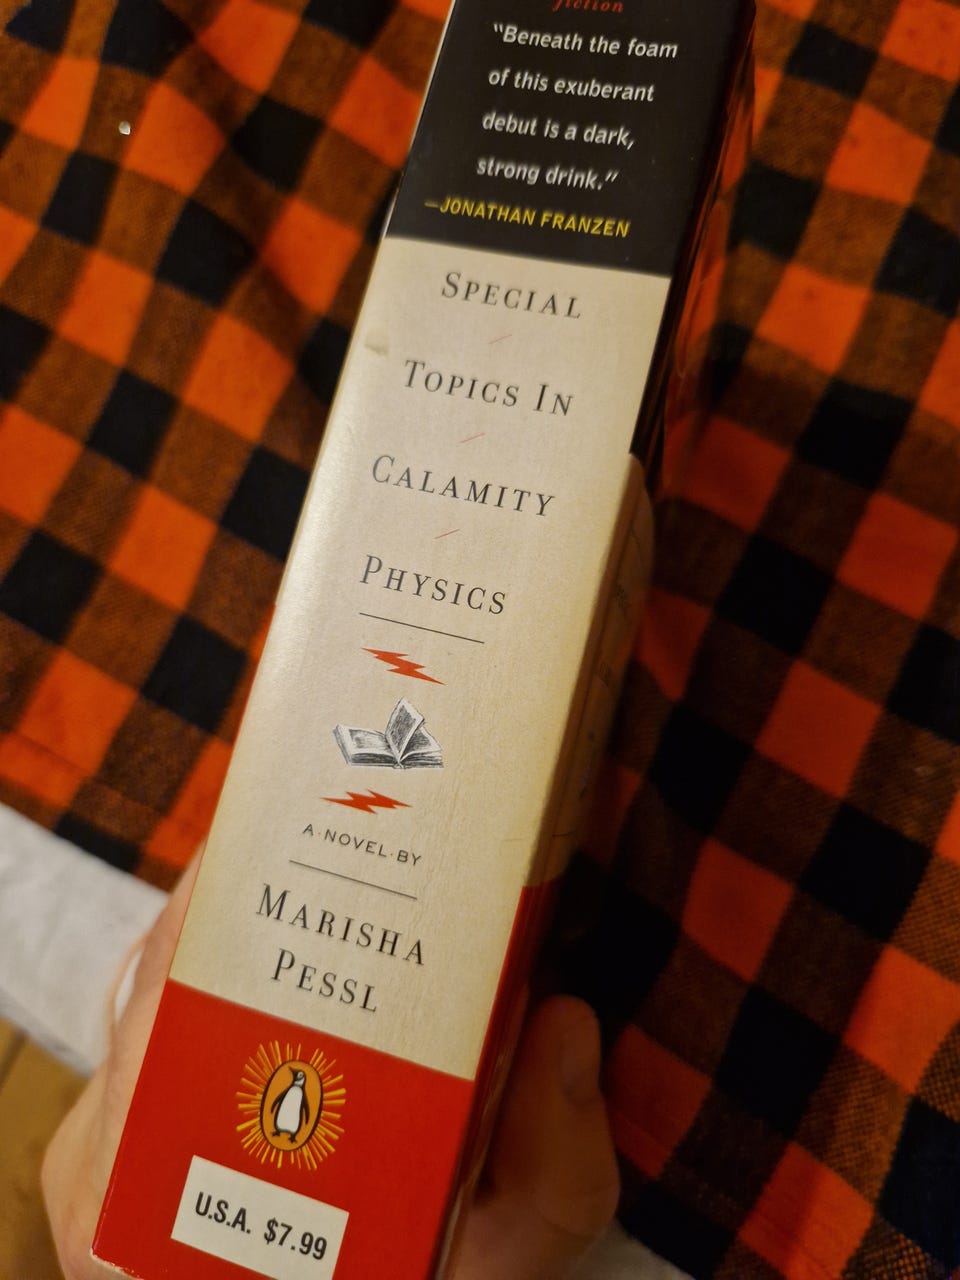 fiction
"Beneath the foam
of this exuberant
debut is a dark,
strong drink."
—JONATHAN FRANZEN
SPECIAL
TOPICS IN
CALAMITY
PHYSICS
A·NOVEL·BY
MARISHA
PESSL
U.S.A. $7.99